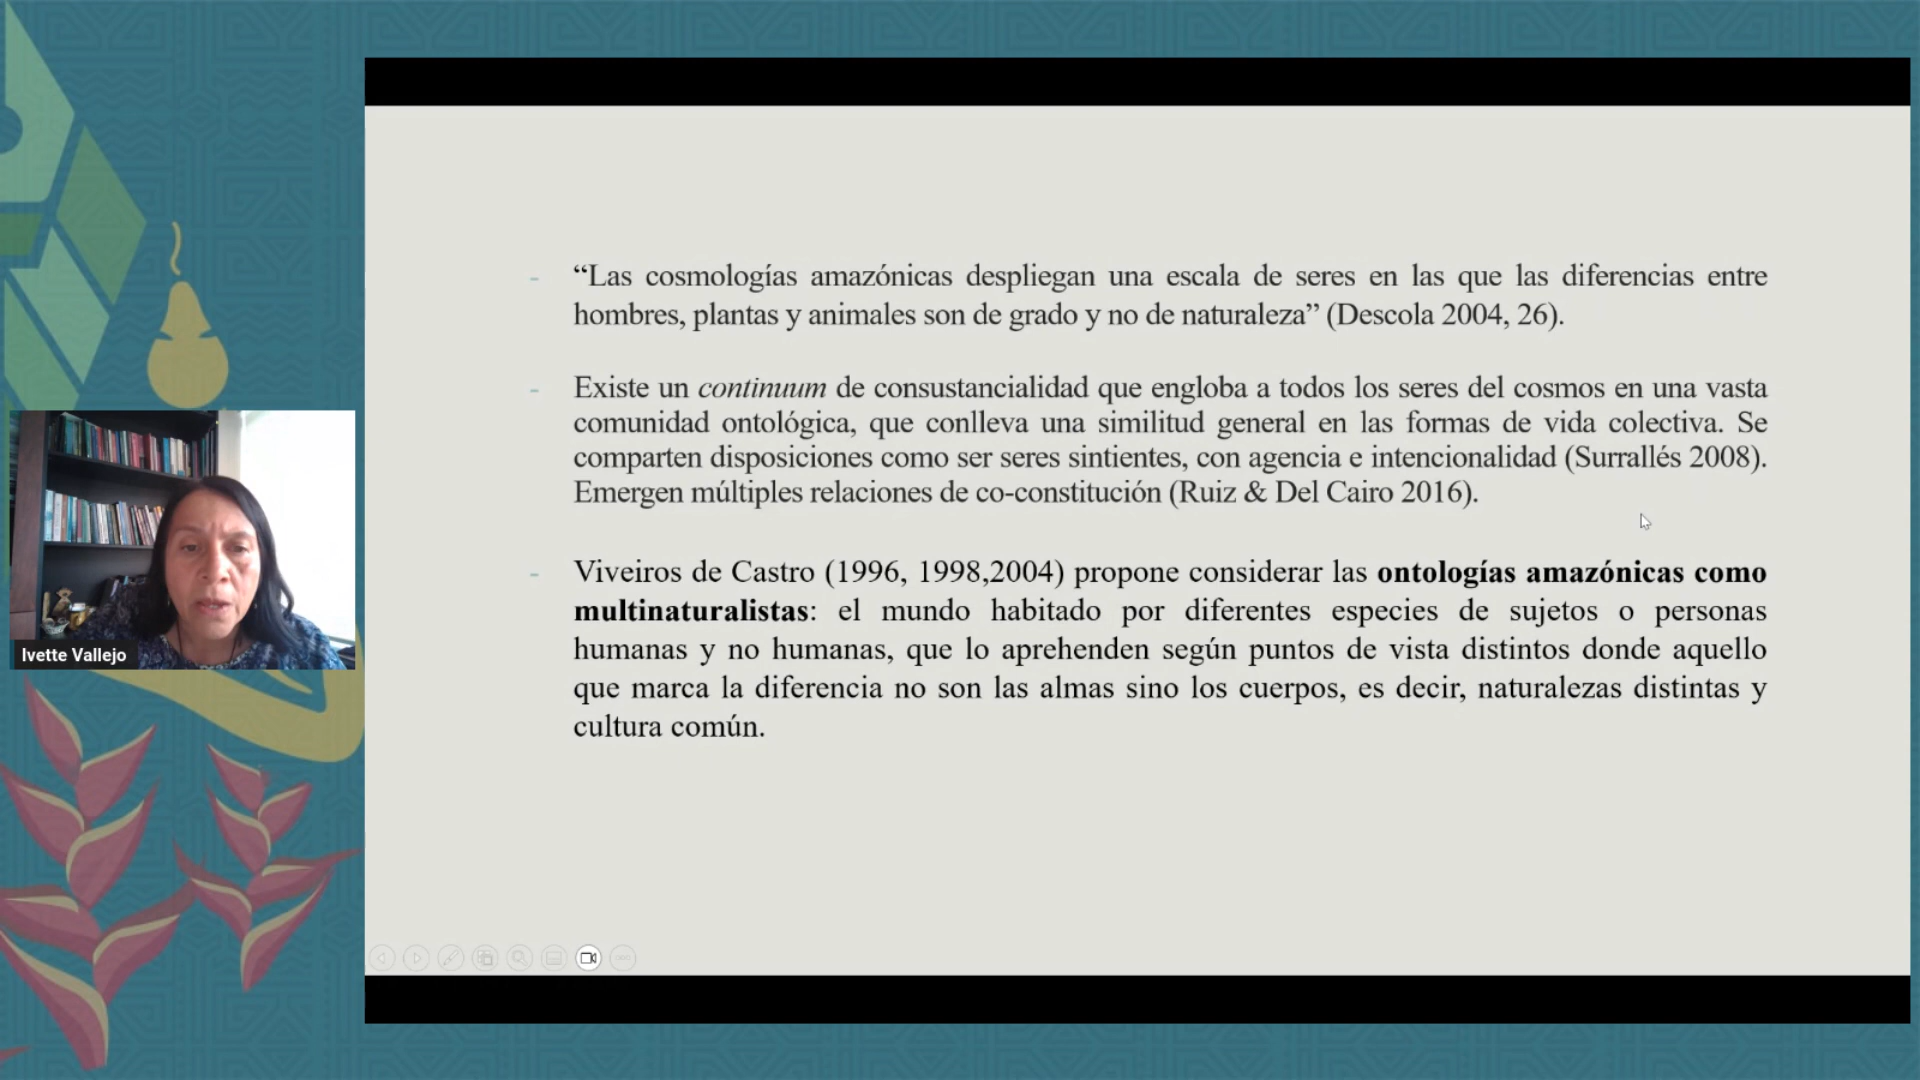 - “Las cosmologías amazónicas despliegan una escala de seres en las que las diferencias entre
hombres, plantas y animales son de grado y no de naturaleza” (Descola 2004, 26).
- Existe un continuum de consustancialidad que engloba a todos los seres del cosmos en una vasta
comunidad ontológica, que conlleva una similitud general en las formas de vida colectiva. Se
comparten disposiciones como ser seres sintientes, con agencia e intencionalidad (Surrallés 2008).
Emergen múltiples relaciones de co-constitución (Ruiz & Del Cairo 2016).
- Viveiros de Castro (1996, 1998,2004) propone considerar las ontologías amazónicas como
multinaturalistas: el mundo habitado por diferentes especies de sujetos o personas
humanas y no humanas, que lo aprehenden según puntos de vista distintos donde aquello
que marca la diferencia no son las almas sino los cuerpos, es decir, naturalezas distintas y
cultura común.
Ivette Vallejo